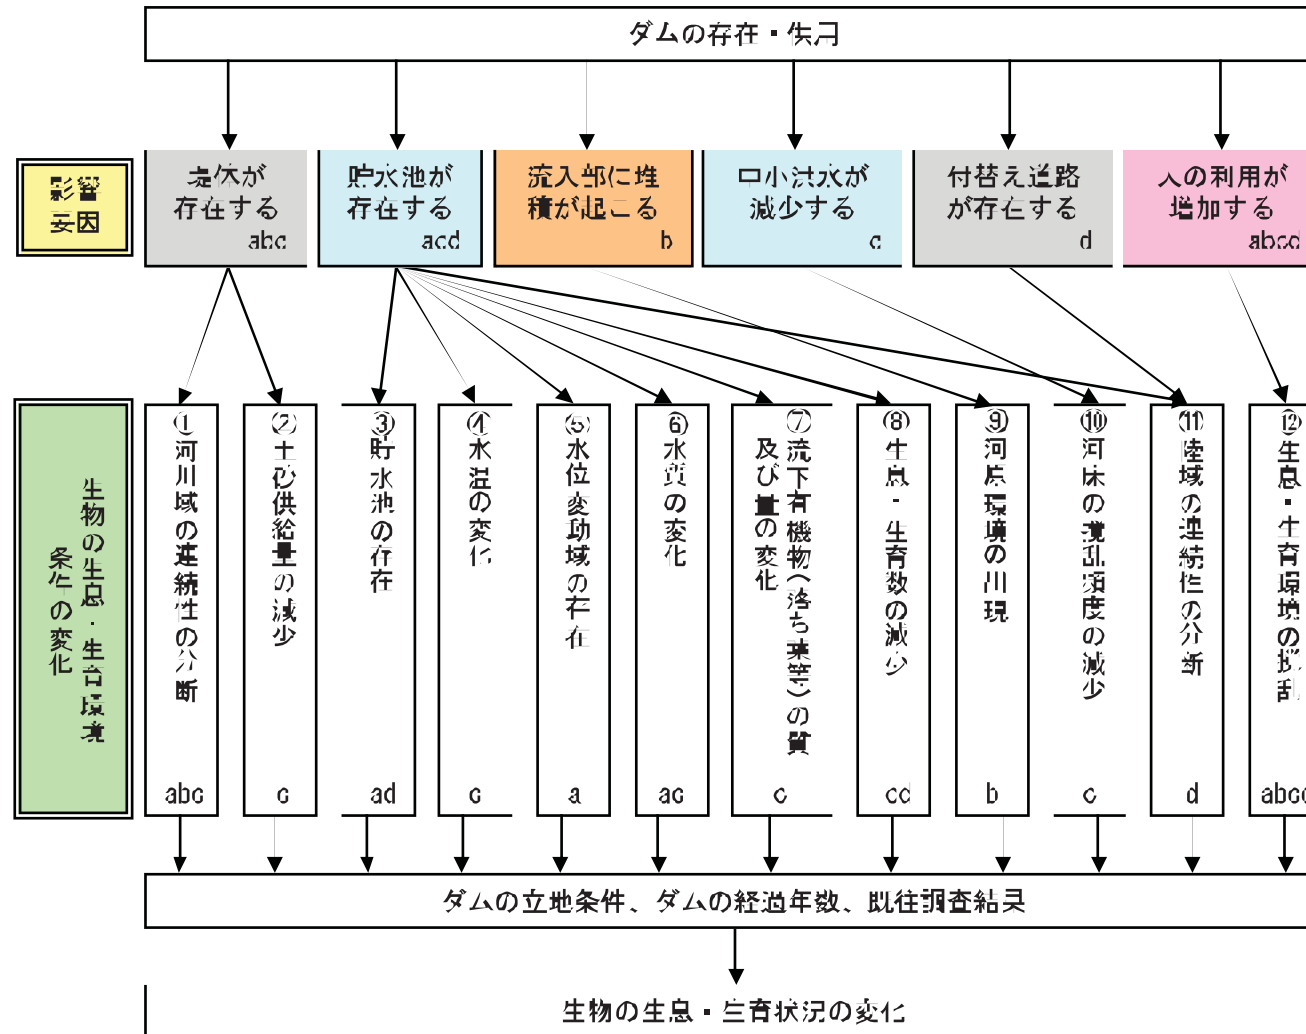 ダムの存在・供用
影響
要因
堤体が
存在する
abc
貯水池が
存在する
acd
流入部に堆
積が起こる
b
中小洪水が
減少する
c
付替え道路
が存在する
d
人の利用が
増加する
abcd
生物の生息・生育環境
条件の変化
①河川域の連続性の分断
abc
②土砂供給量の減少
c
③貯水池の存在
ad
④水温の変化
c
⑤水位変動域の存在
a
⑥水質の変化
ac
⑦流下有機物(落ち葉等)の質
及び量の変化
c
⑧生息・生育数の減少
cd
⑨河原環境の出現
b
⑩河床の攪乱頻度の減少
c
⑪陸域の連続性の分断
d
⑫生息・生育環境の攪乱
abcd
ダムの立地条件、ダムの経過年数、既往調査結果
生物の生息・生育状況の変化